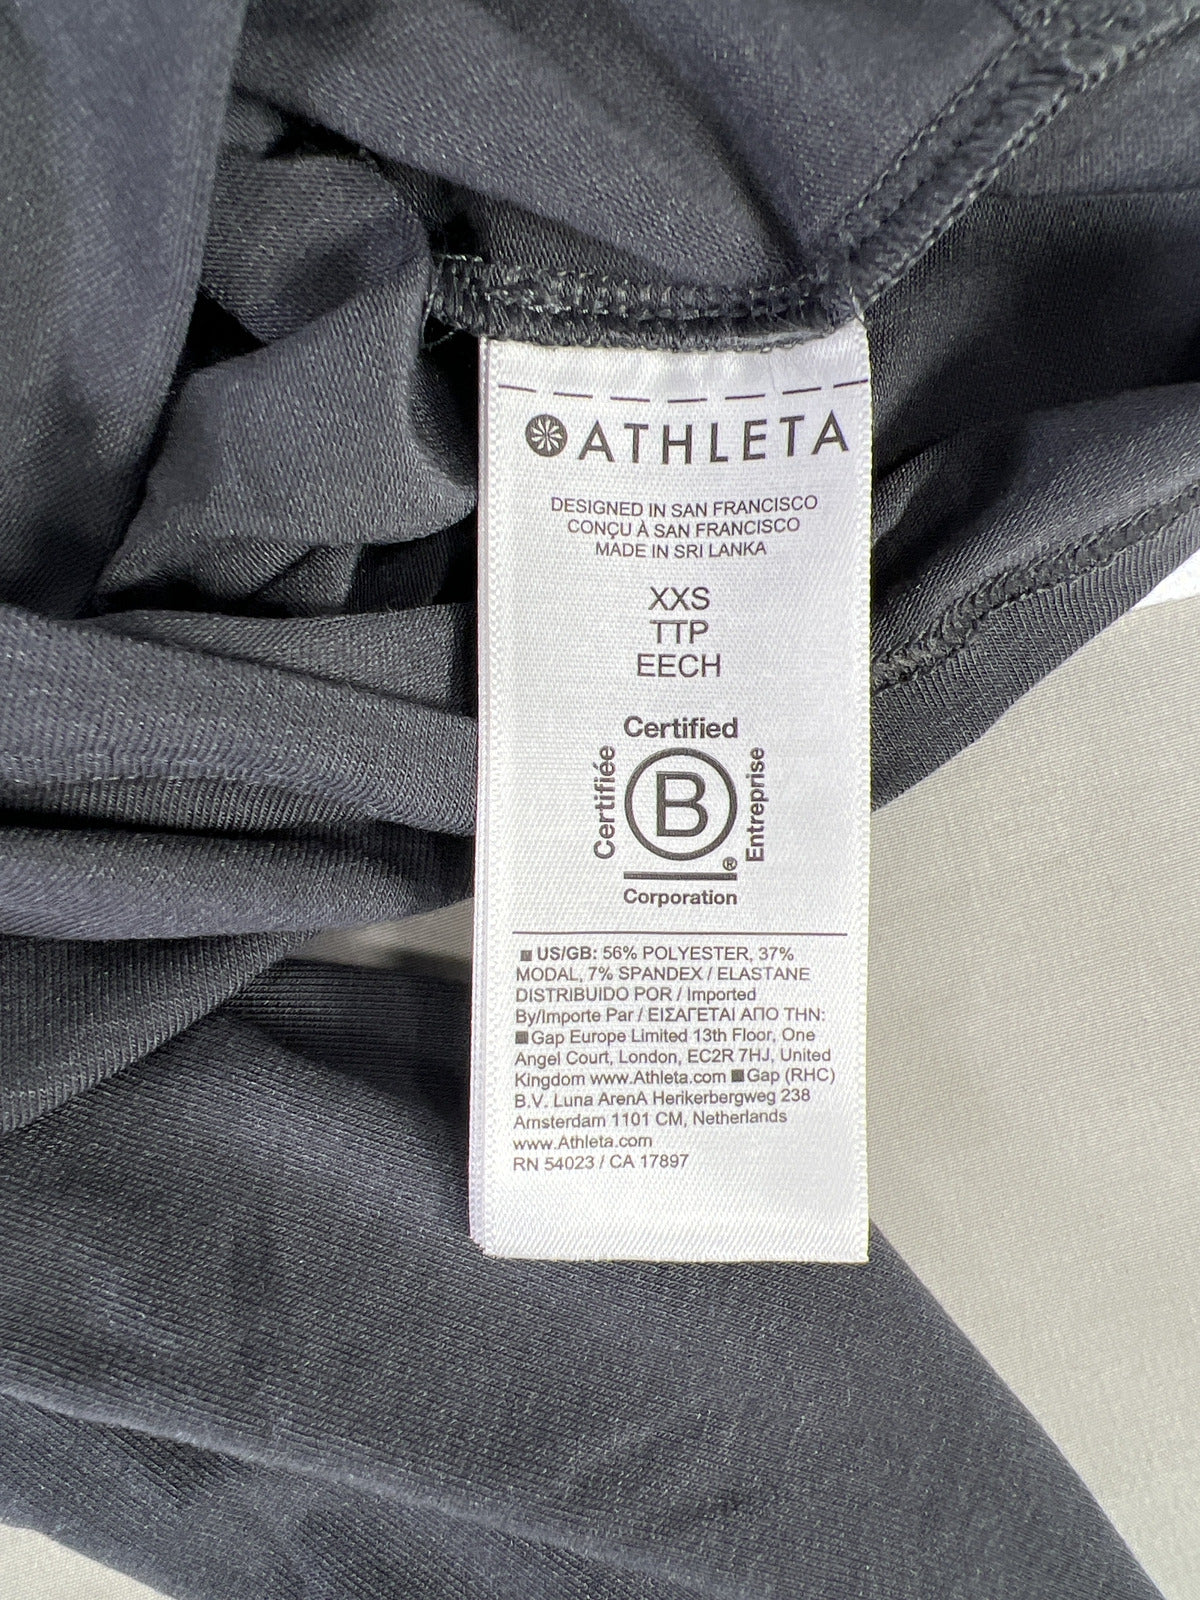 ATHLETA
DESIGNED IN SAN FRANCISCO
CONÇU À SAN FRANCISCO
MADE IN SRI LANKA
XXS
TTP
EECH
Certified
Certifiée
B
Entreprise
®
Corporation
■ US/GB: 56% POLYESTER, 37%
MODAL, 7% SPANDEX / ELASTANE
DISTRIBUIDO POR / Imported
By/Importe Par / ΕΙΣΑΓΕΤΑΙ ΑΠΟ ΤΗΝ:
■ Gap Europe Limited 13th Floor, One
Angel Court, London, EC2R 7HJ, United
Kingdom www.Athleta.com ■ Gap (RHC)
B.V. Luna ArenA Herikerbergweg 238
Amsterdam 1101 CM, Netherlands
www.Athleta.com
RN 54023 / CA 17897